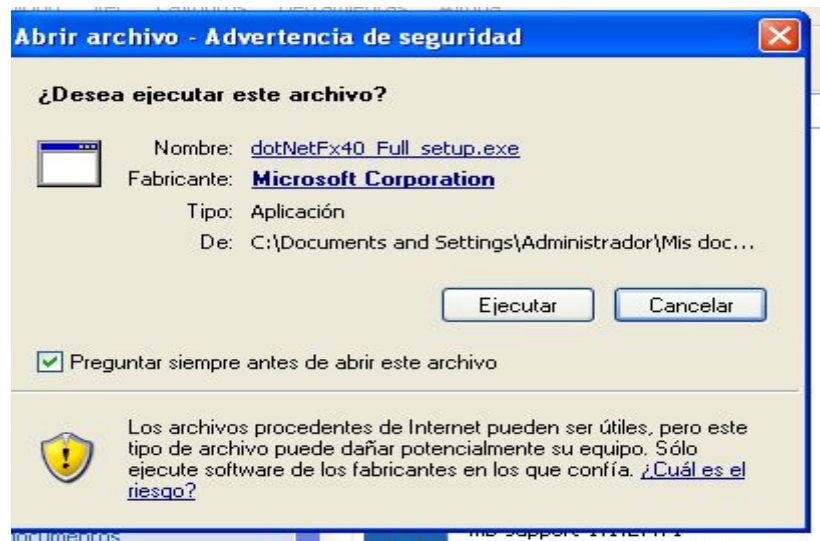 Abrir archivo - Advertencia de seguridad
¿Desea ejecutar este archivo?
Nombre: dotNetFx40_Full_setup.exe
Fabricante: Microsoft Corporation
Tipo: Aplicación
De: C:\Documents and Settings\Administrador\Mis doc...
Ejecutar Cancelar
Preguntar siempre antes de abrir este archivo
Los archivos procedentes de Internet pueden ser útiles, pero este
tipo de archivo puede dañar potencialmente su equipo. Sólo
ejecute software de los fabricantes en los que confía. ¿Cuál es el
riesgo?